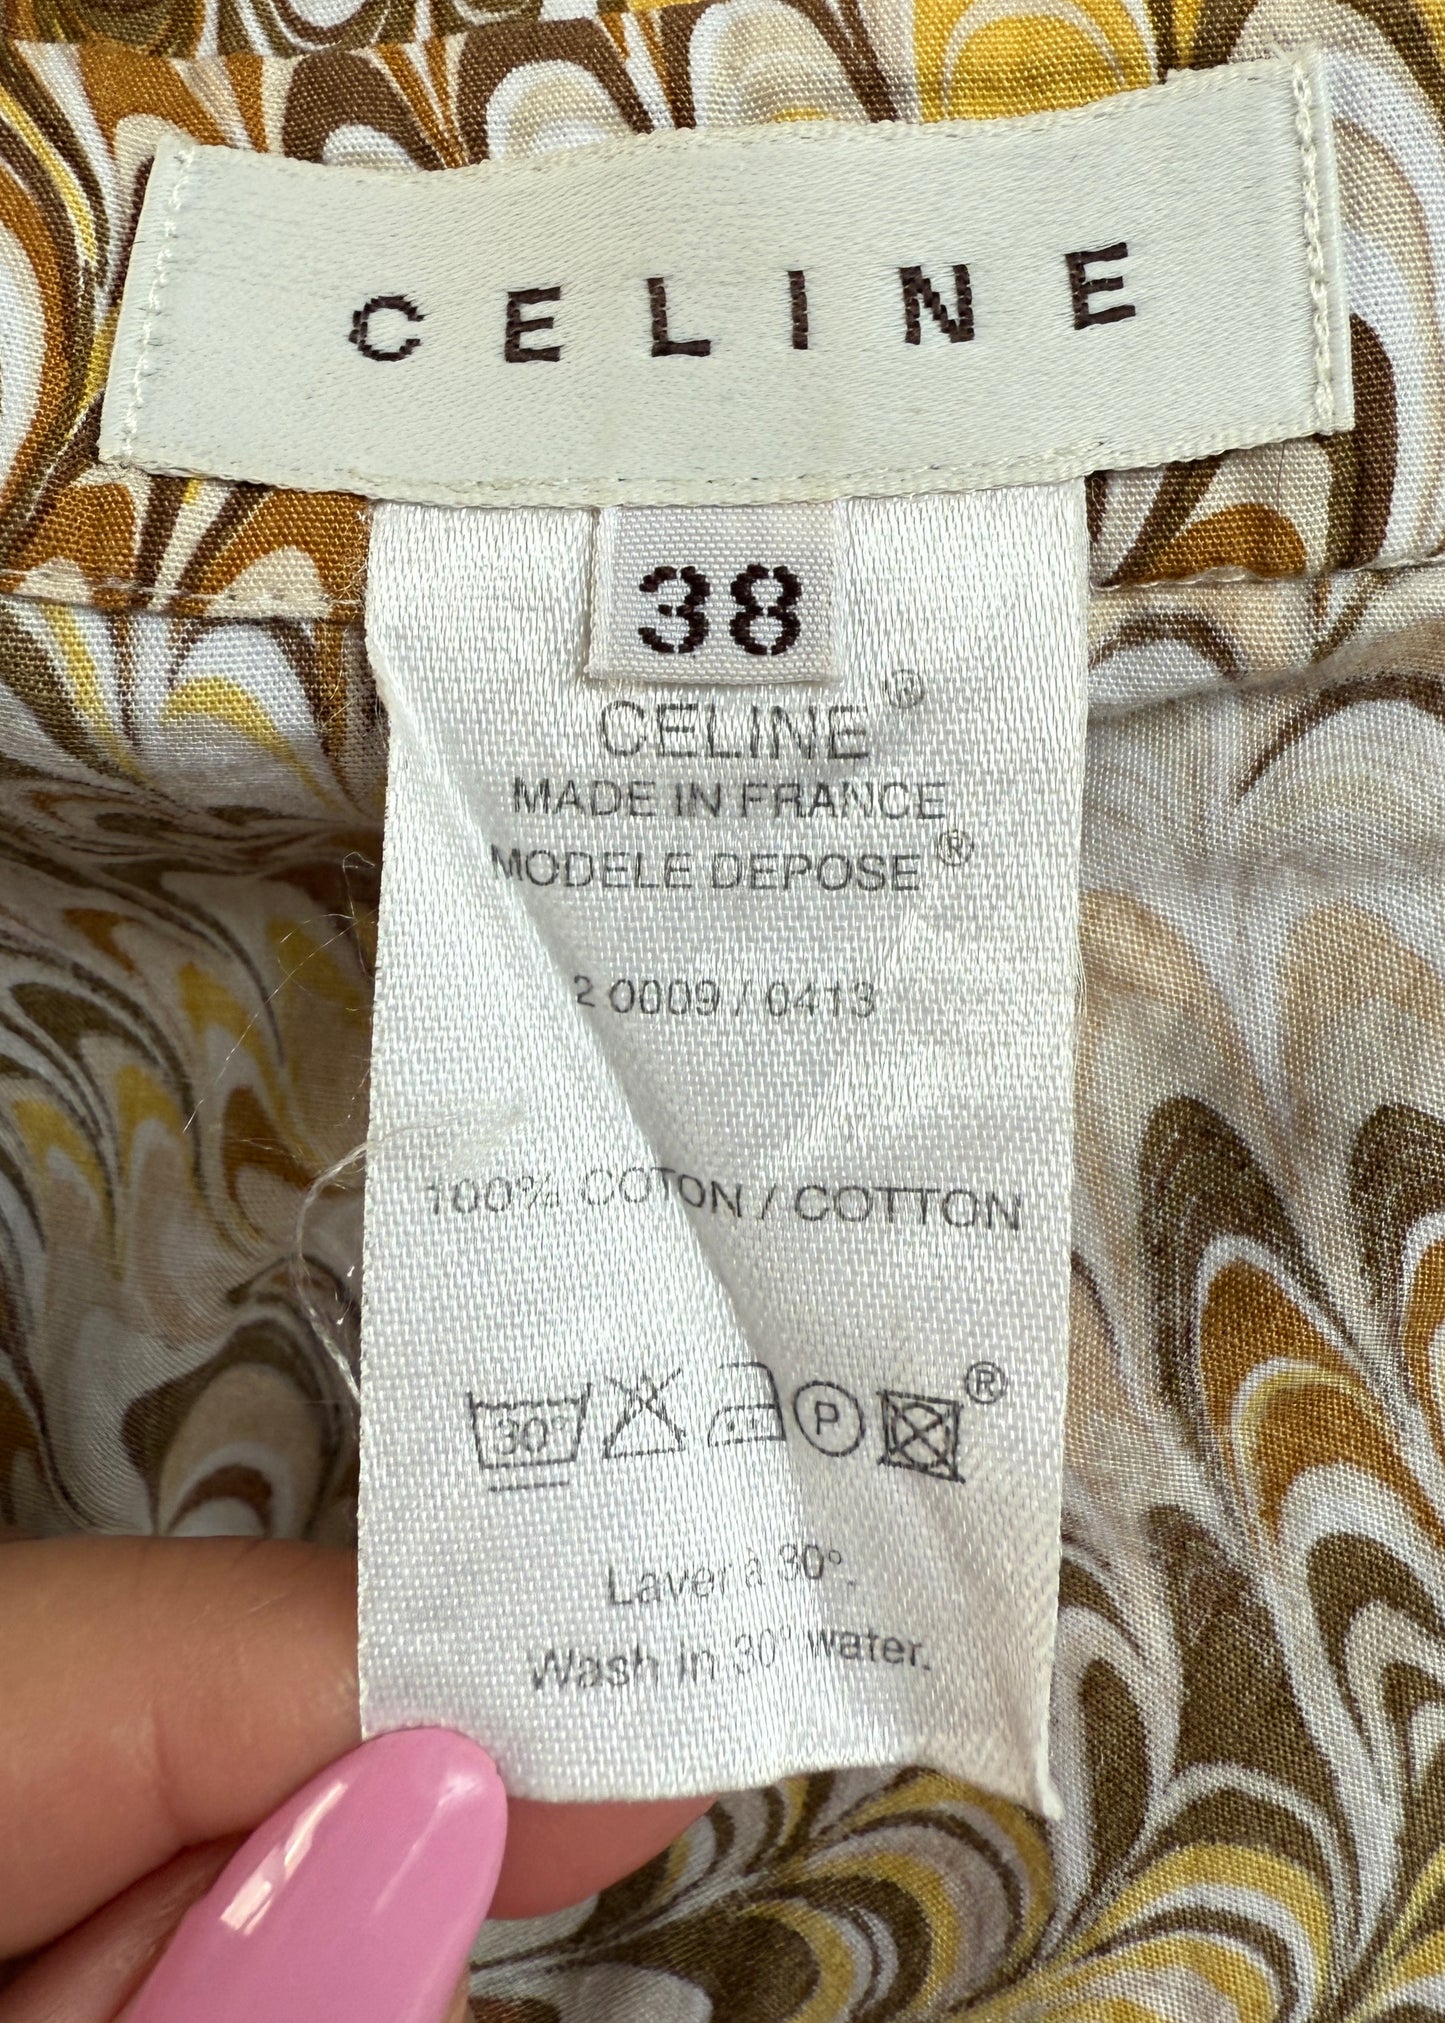 CELINE
38
CELINE®
MADE IN FRANCE
MODELE DEPOSE®
2 0009 / 0413
100% COTON / COTTON
30° P ®
Laver à 30°.
Wash in 30° water.